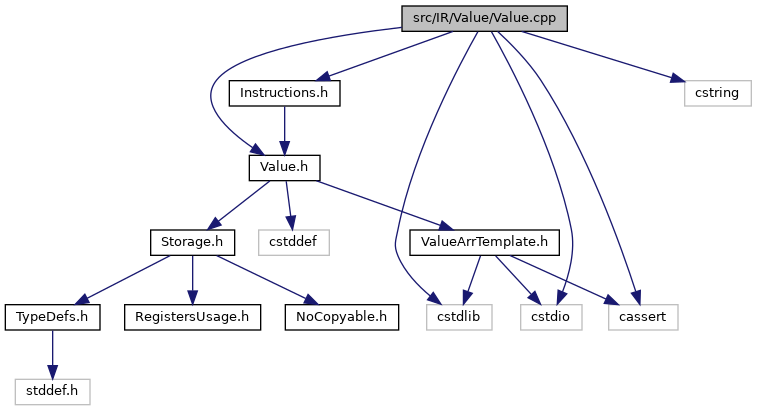 src/IR/Value/Value.cpp
Instructions.h
cstring
Value.h
Storage.h
cstddef
ValueArrTemplate.h
TypeDefs.h
RegistersUsage.h
NoCopyable.h
cstdlib
cstdio
cassert
stddef.h